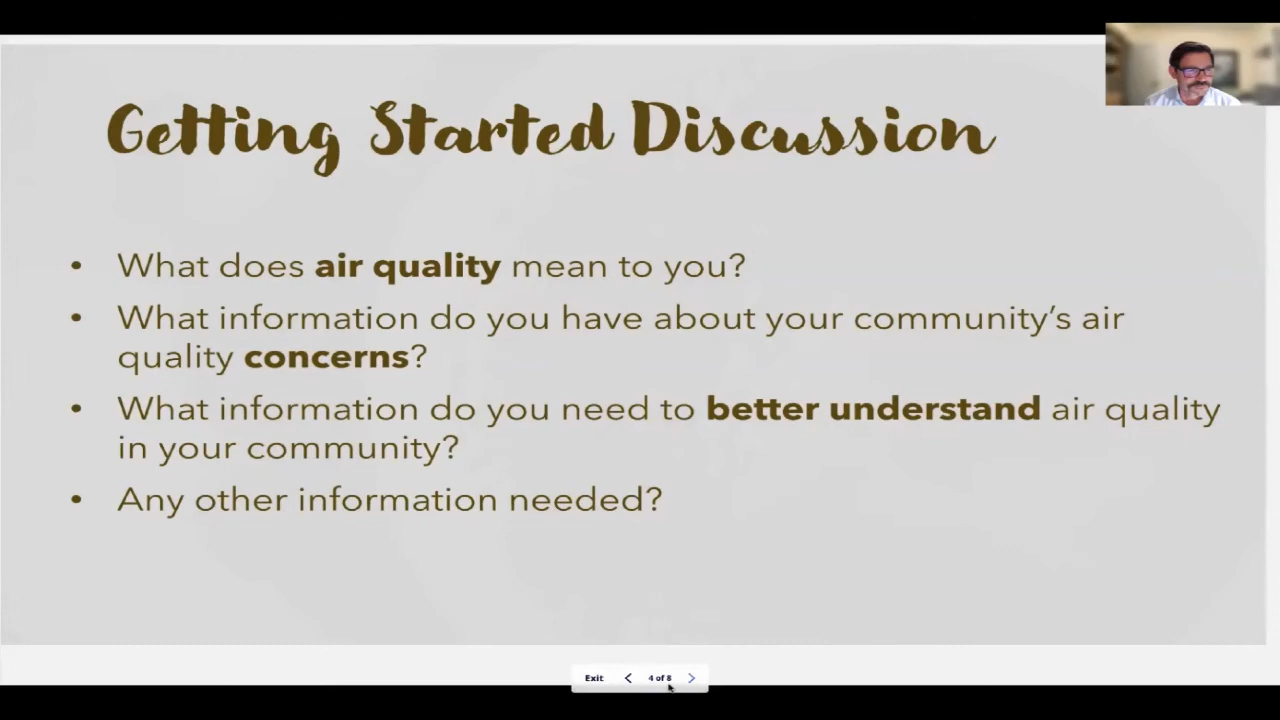 Getting Started Discussion
• What does air quality mean to you?
• What information do you have about your community's air
quality concerns?
• What information do you need to better understand air quality
in your community?
• Any other information needed?
Exit < 4 of 8 >